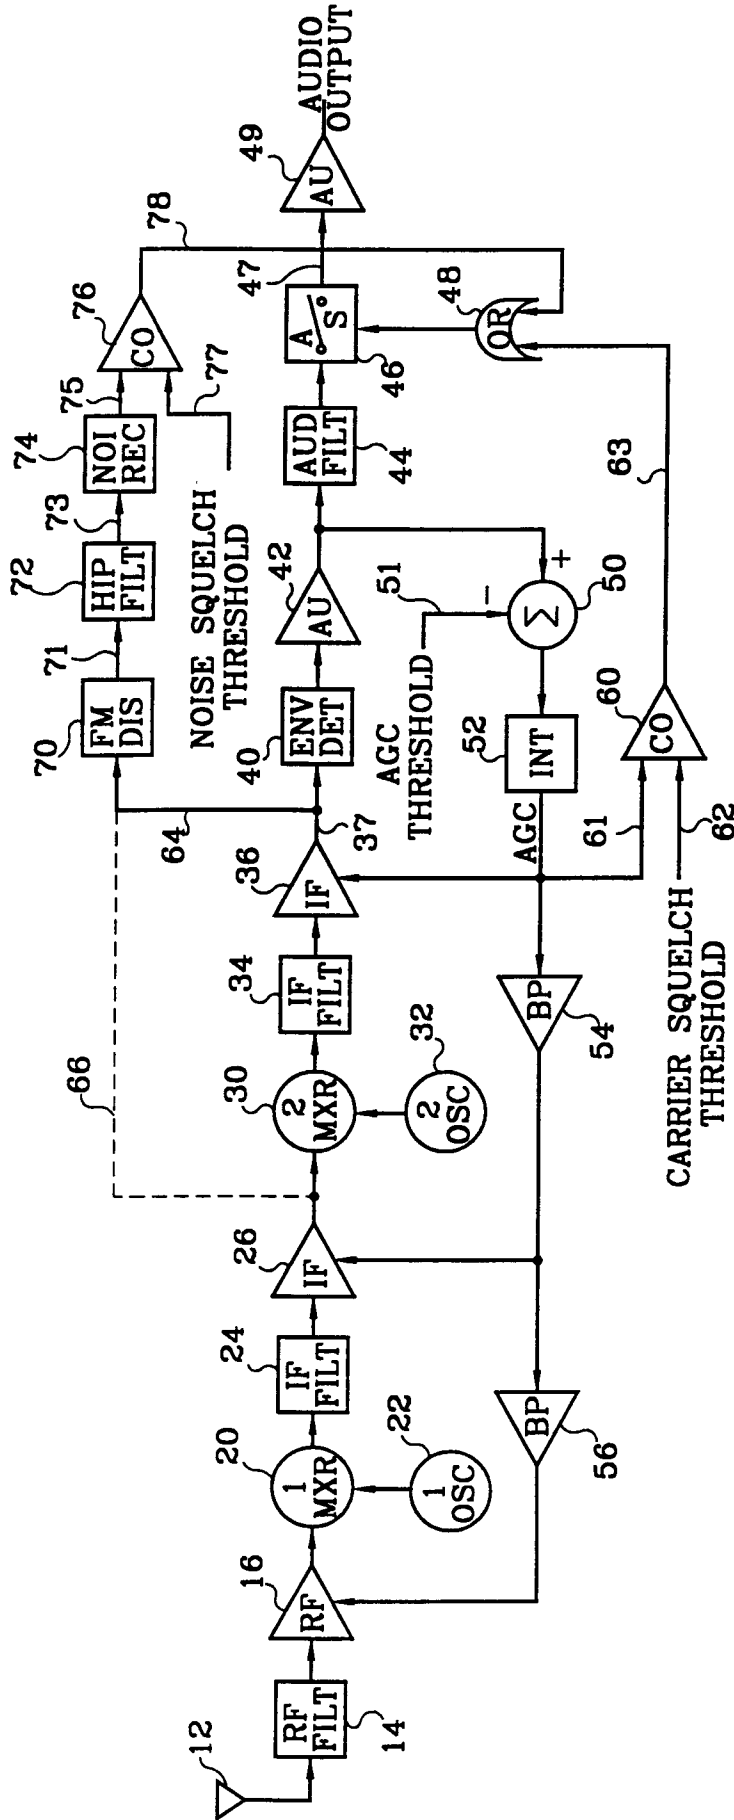 12
RF
FILT
14
RF
16
1
MXR
20
1
OSC
22
IF
FILT
24
IF
26
66
2
MXR
30
2
OSC
32
IF
FILT
34
IF
36
37
64
FM
DIS
70
71
HIP
FILT
72
73
NOI
REC
74
75
CO
76
77
78
NOISE SQUELCH
THRESHOLD
ENV
DET
40
AU
42
AUD
FILT
44
A
S
46
47
AU
49
AUDIO
OUTPUT
OR
48
AGC
THRESHOLD
51
-
+
Σ
50
INT
52
AGC
BP
54
BP
56
CO
60
61
62
63
CARRIER SQUELCH
THRESHOLD